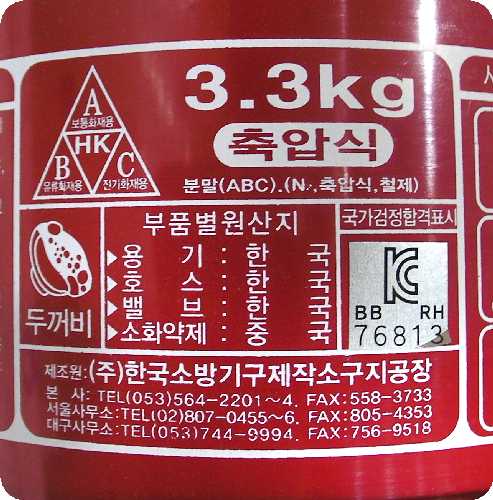 3.3kg
축압식
분말(ABC).(N₂,축압식,철제)
A
보통화재용
HK
B
유류화재용
C
전기화재용
두꺼비
부품별원산지
▶용 기 : 한 국
▶호 스 : 한 국
▶밸 브 : 한 국
▶소화약제 : 중 국
국가검정합격표시
KC
BB RH
76813
제조원:(주)한국소방기구제작소구지공장
본 사: TEL(053)564-2201~4, FAX:558-3733
서울사무소:TEL(02)807-0455~6, FAX:805-4353
대구사무소:TEL(053)744-9994, FAX:756-9518